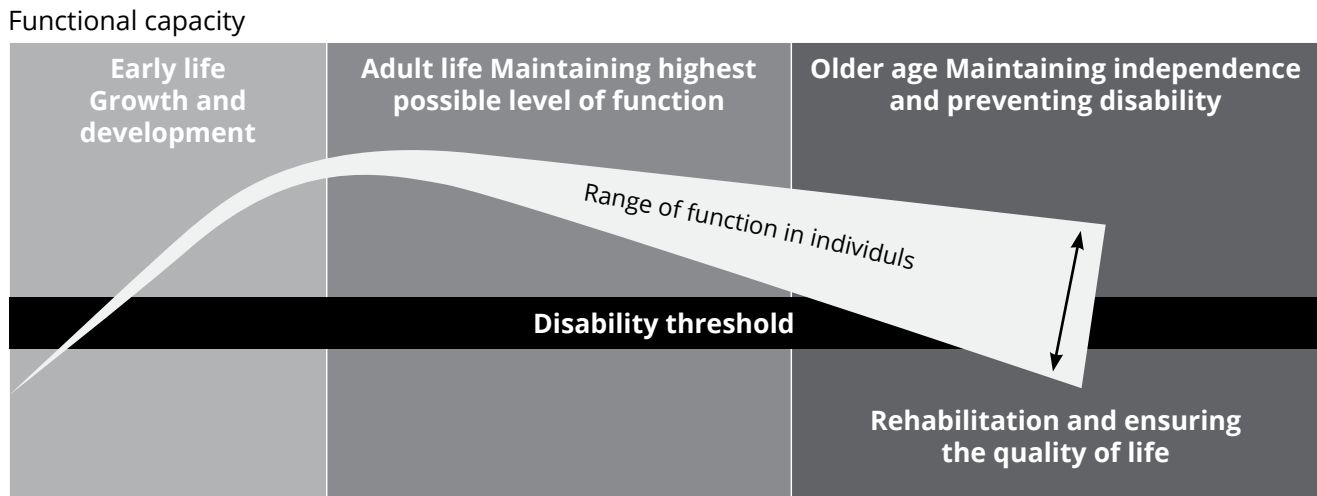 Functional capacity
Early life
Growth and
development
Adult life Maintaining highest
possible level of function
Older age Maintaining independence
and preventing disability
Range of function in individuls
Disability threshold
Rehabilitation and ensuring
the quality of life